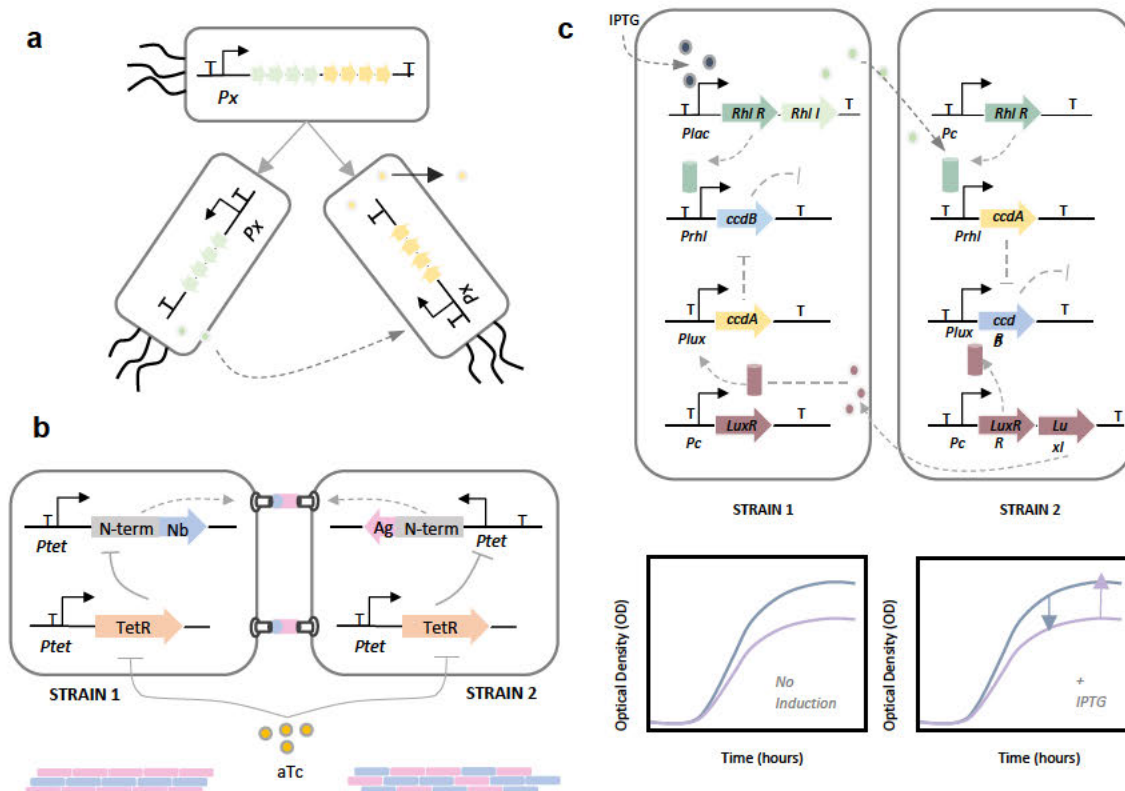 a
T
T
Px
T
T
Px
T
T
Px
b
T
N-term
Nb
Ptet
T
TetR
Ptet
STRAIN 1
Ag
N-term
T
Ptet
T
TetR
Ptet
STRAIN 2
aTc
c
IPTG
T
Rhl R
Rhl I
T
Plac
T
ccdB
T
Prhl
T
ccdA
T
Plux
T
LuxR
T
Pc
STRAIN 1
T
Rhl R
T
Pc
T
ccdA
T
Prhl
T
ccd
T
Plux
R
B
T
LuxR
Lu
T
Pc
R
xI
STRAIN 2
Optical Density (OD)
No
Induction
Time (hours)
Optical Density (OD)
+
IPTG
Time (hours)